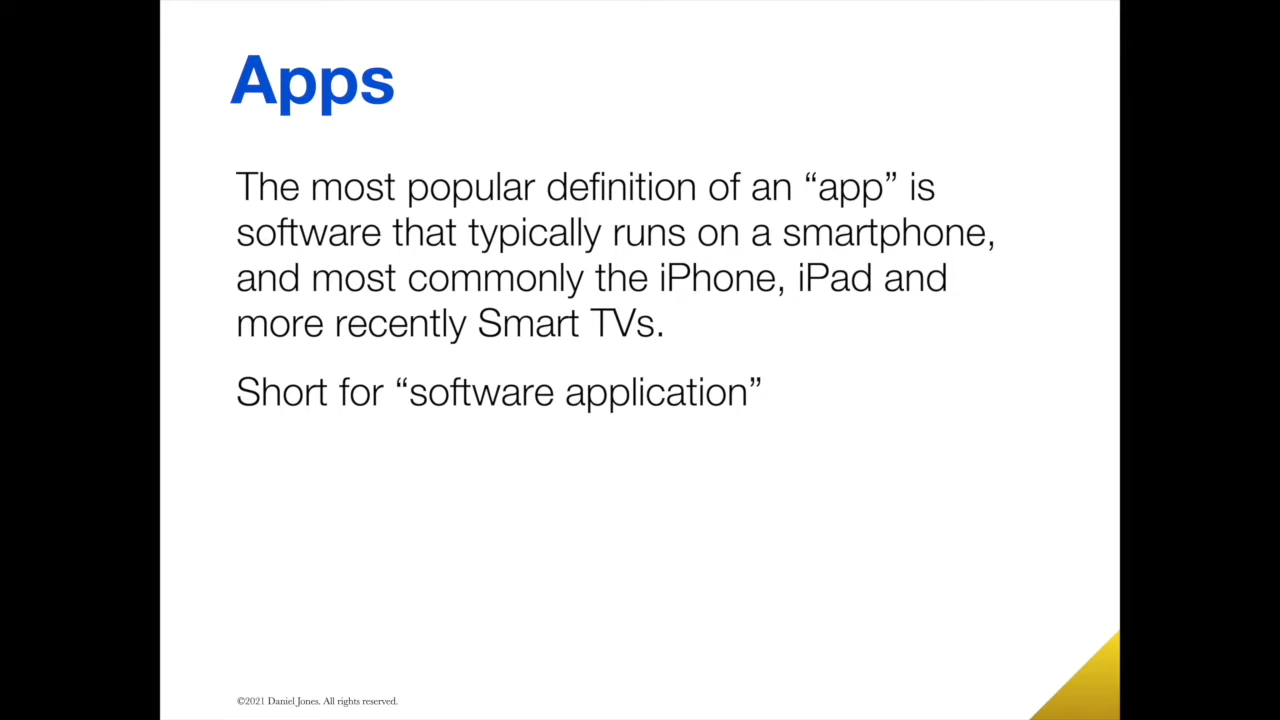 Apps
The most popular definition of an “app” is
software that typically runs on a smartphone,
and most commonly the iPhone, iPad and
more recently Smart TVs.
Short for “software application”
©2021 Daniel Jones. All rights reserved.